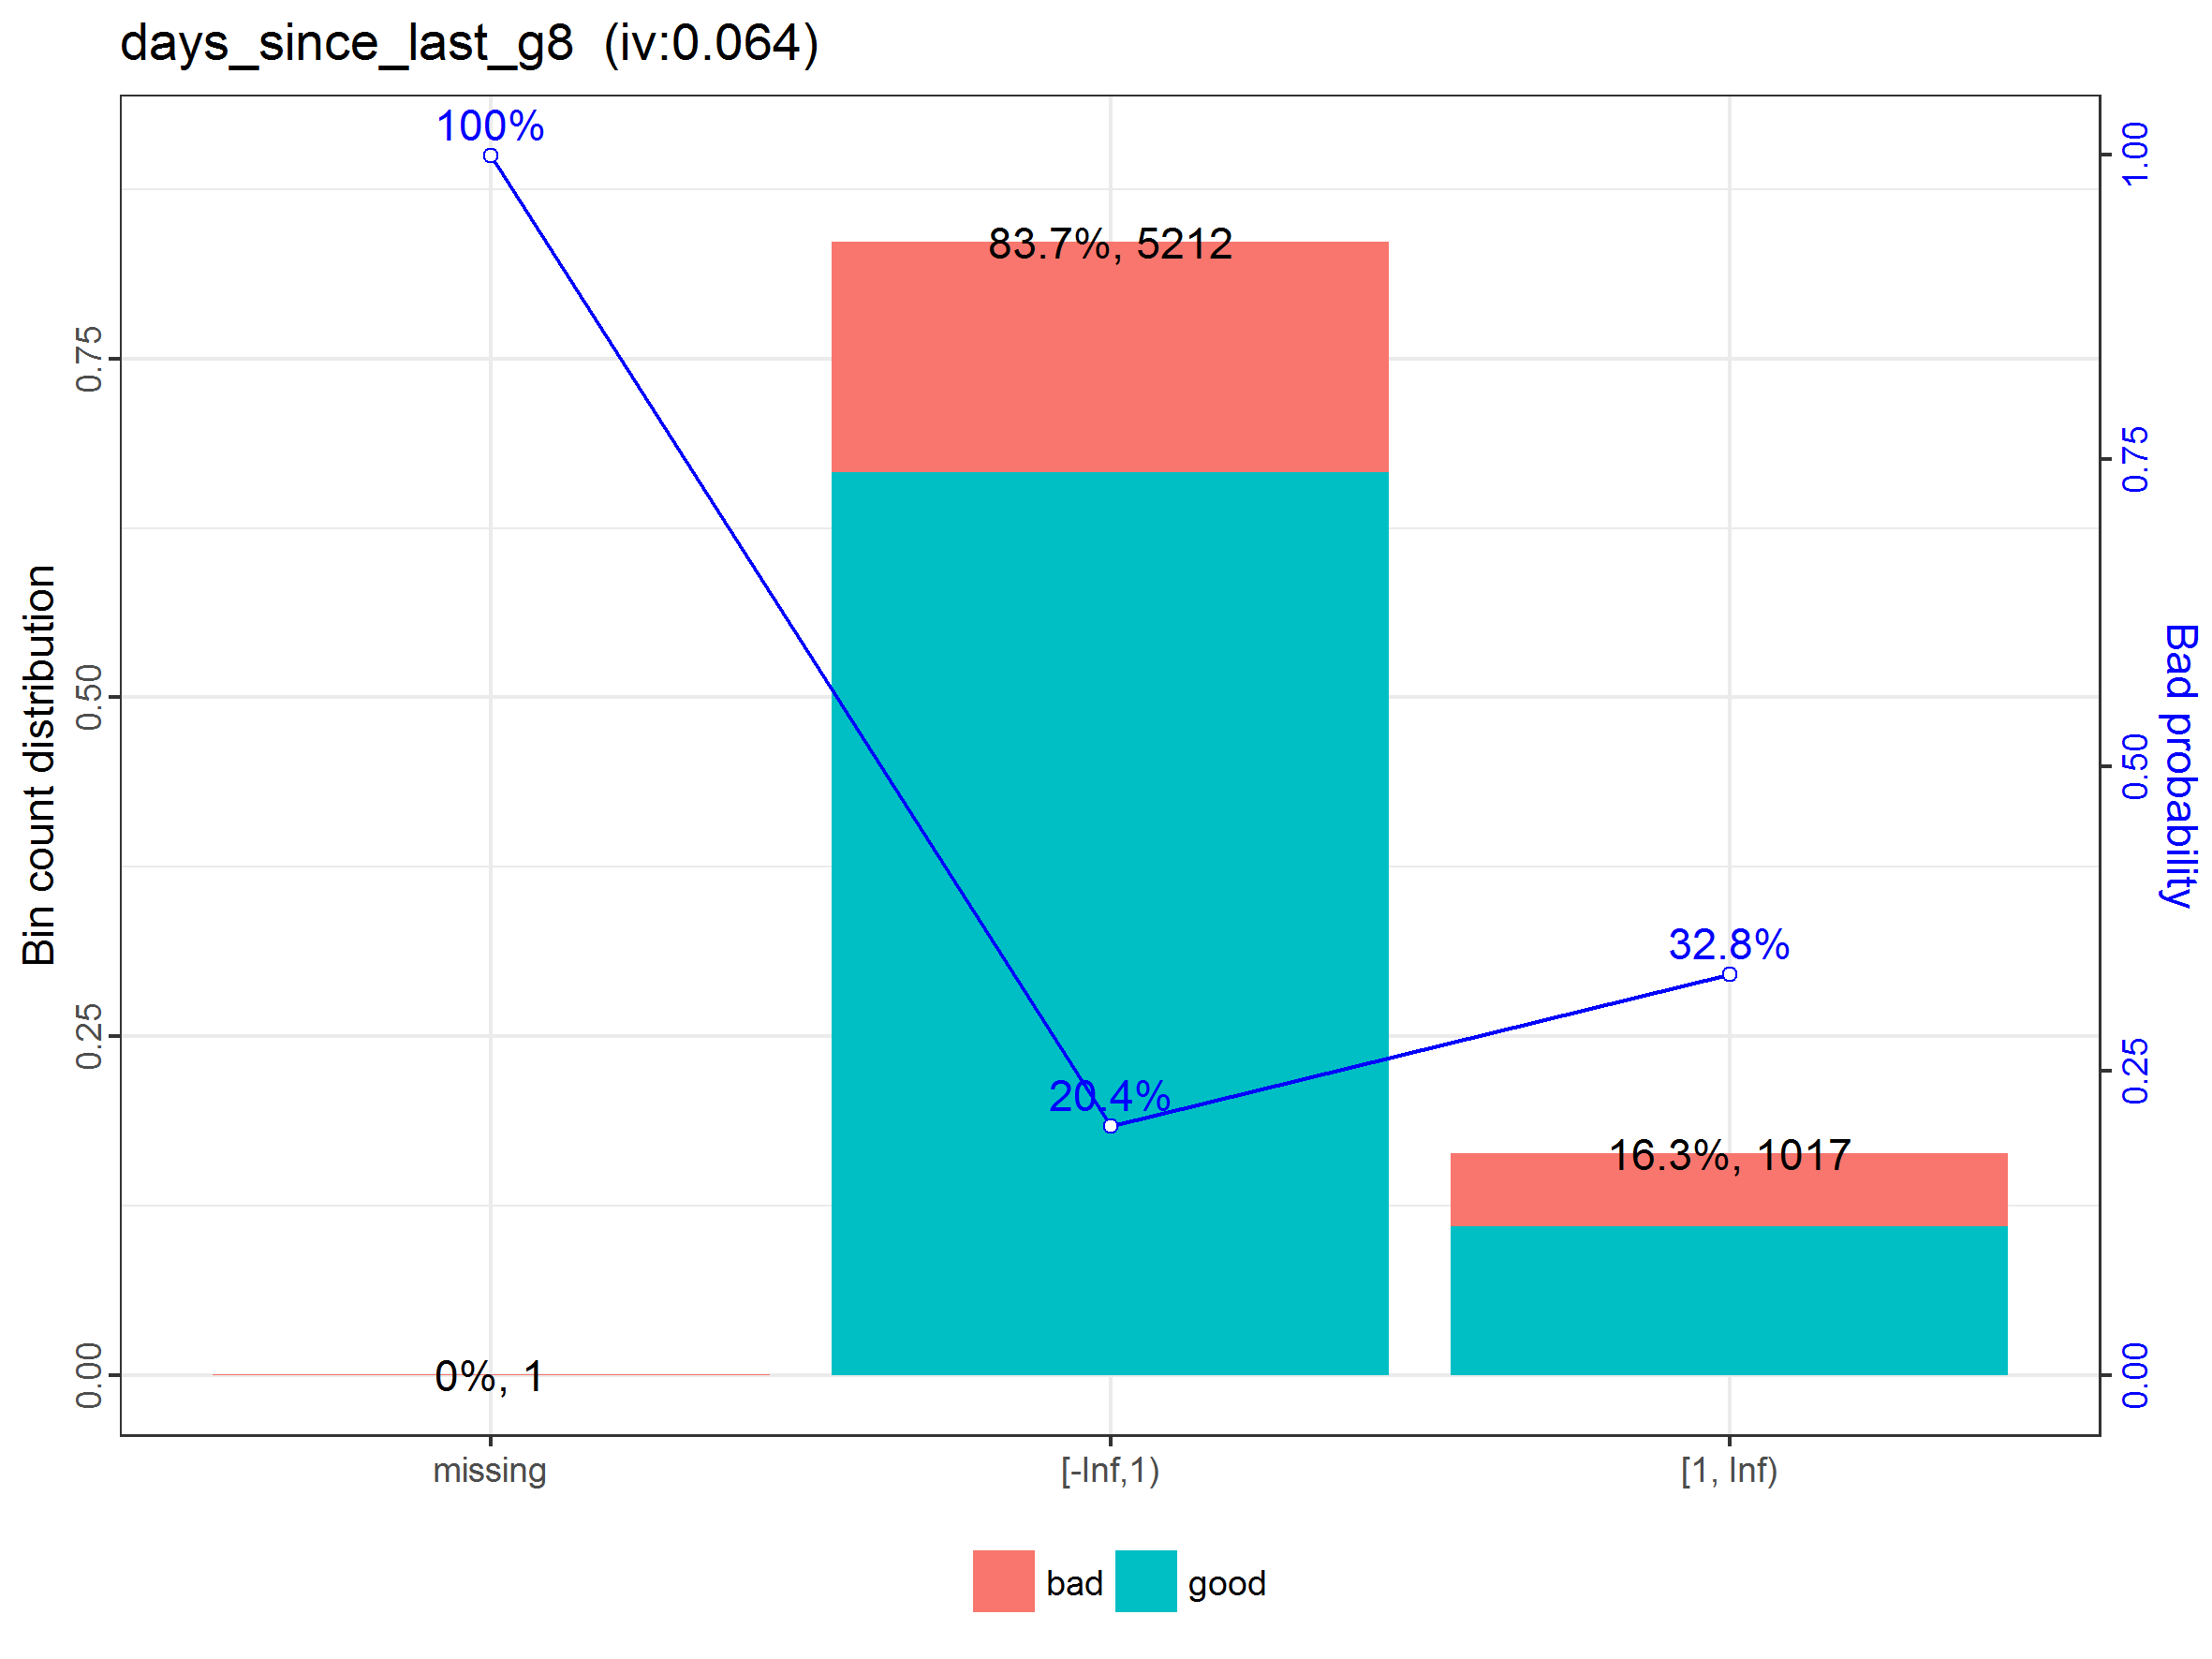 days_since_last_g8 (iv:0.064)
Bin count distribution
0.75
0.50
0.25
0.00
100%
83.7%, 5212
20.4%
32.8%
16.3%, 1017
0%, 1
1.00
0.75
0.50
0.25
0.00
Bad probability
missing
[-Inf,1)
[1, Inf)
bad
good